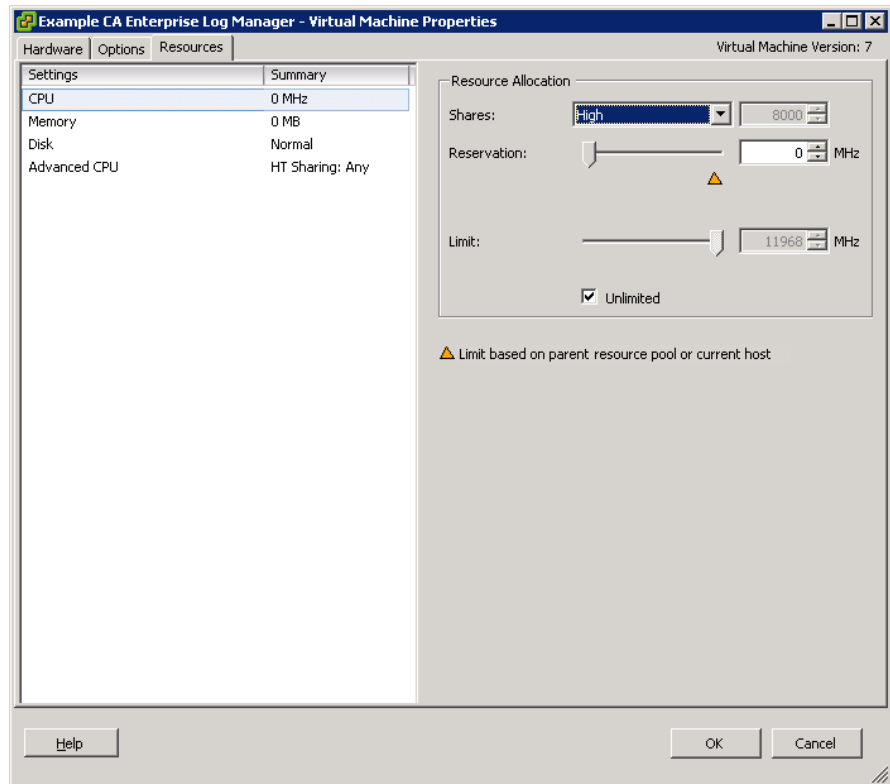 Example CA Enterprise Log Manager - Virtual Machine Properties
Hardware Options Resources Virtual Machine Version: 7
Settings Summary
CPU 0 MHz
Memory 0 MB
Disk Normal
Advanced CPU HT Sharing: Any
Resource Allocation
Shares: High 8000
Reservation: 0 MHz
Limit: 11968 MHz
Unlimited
Limit based on parent resource pool or current host
Help OK Cancel